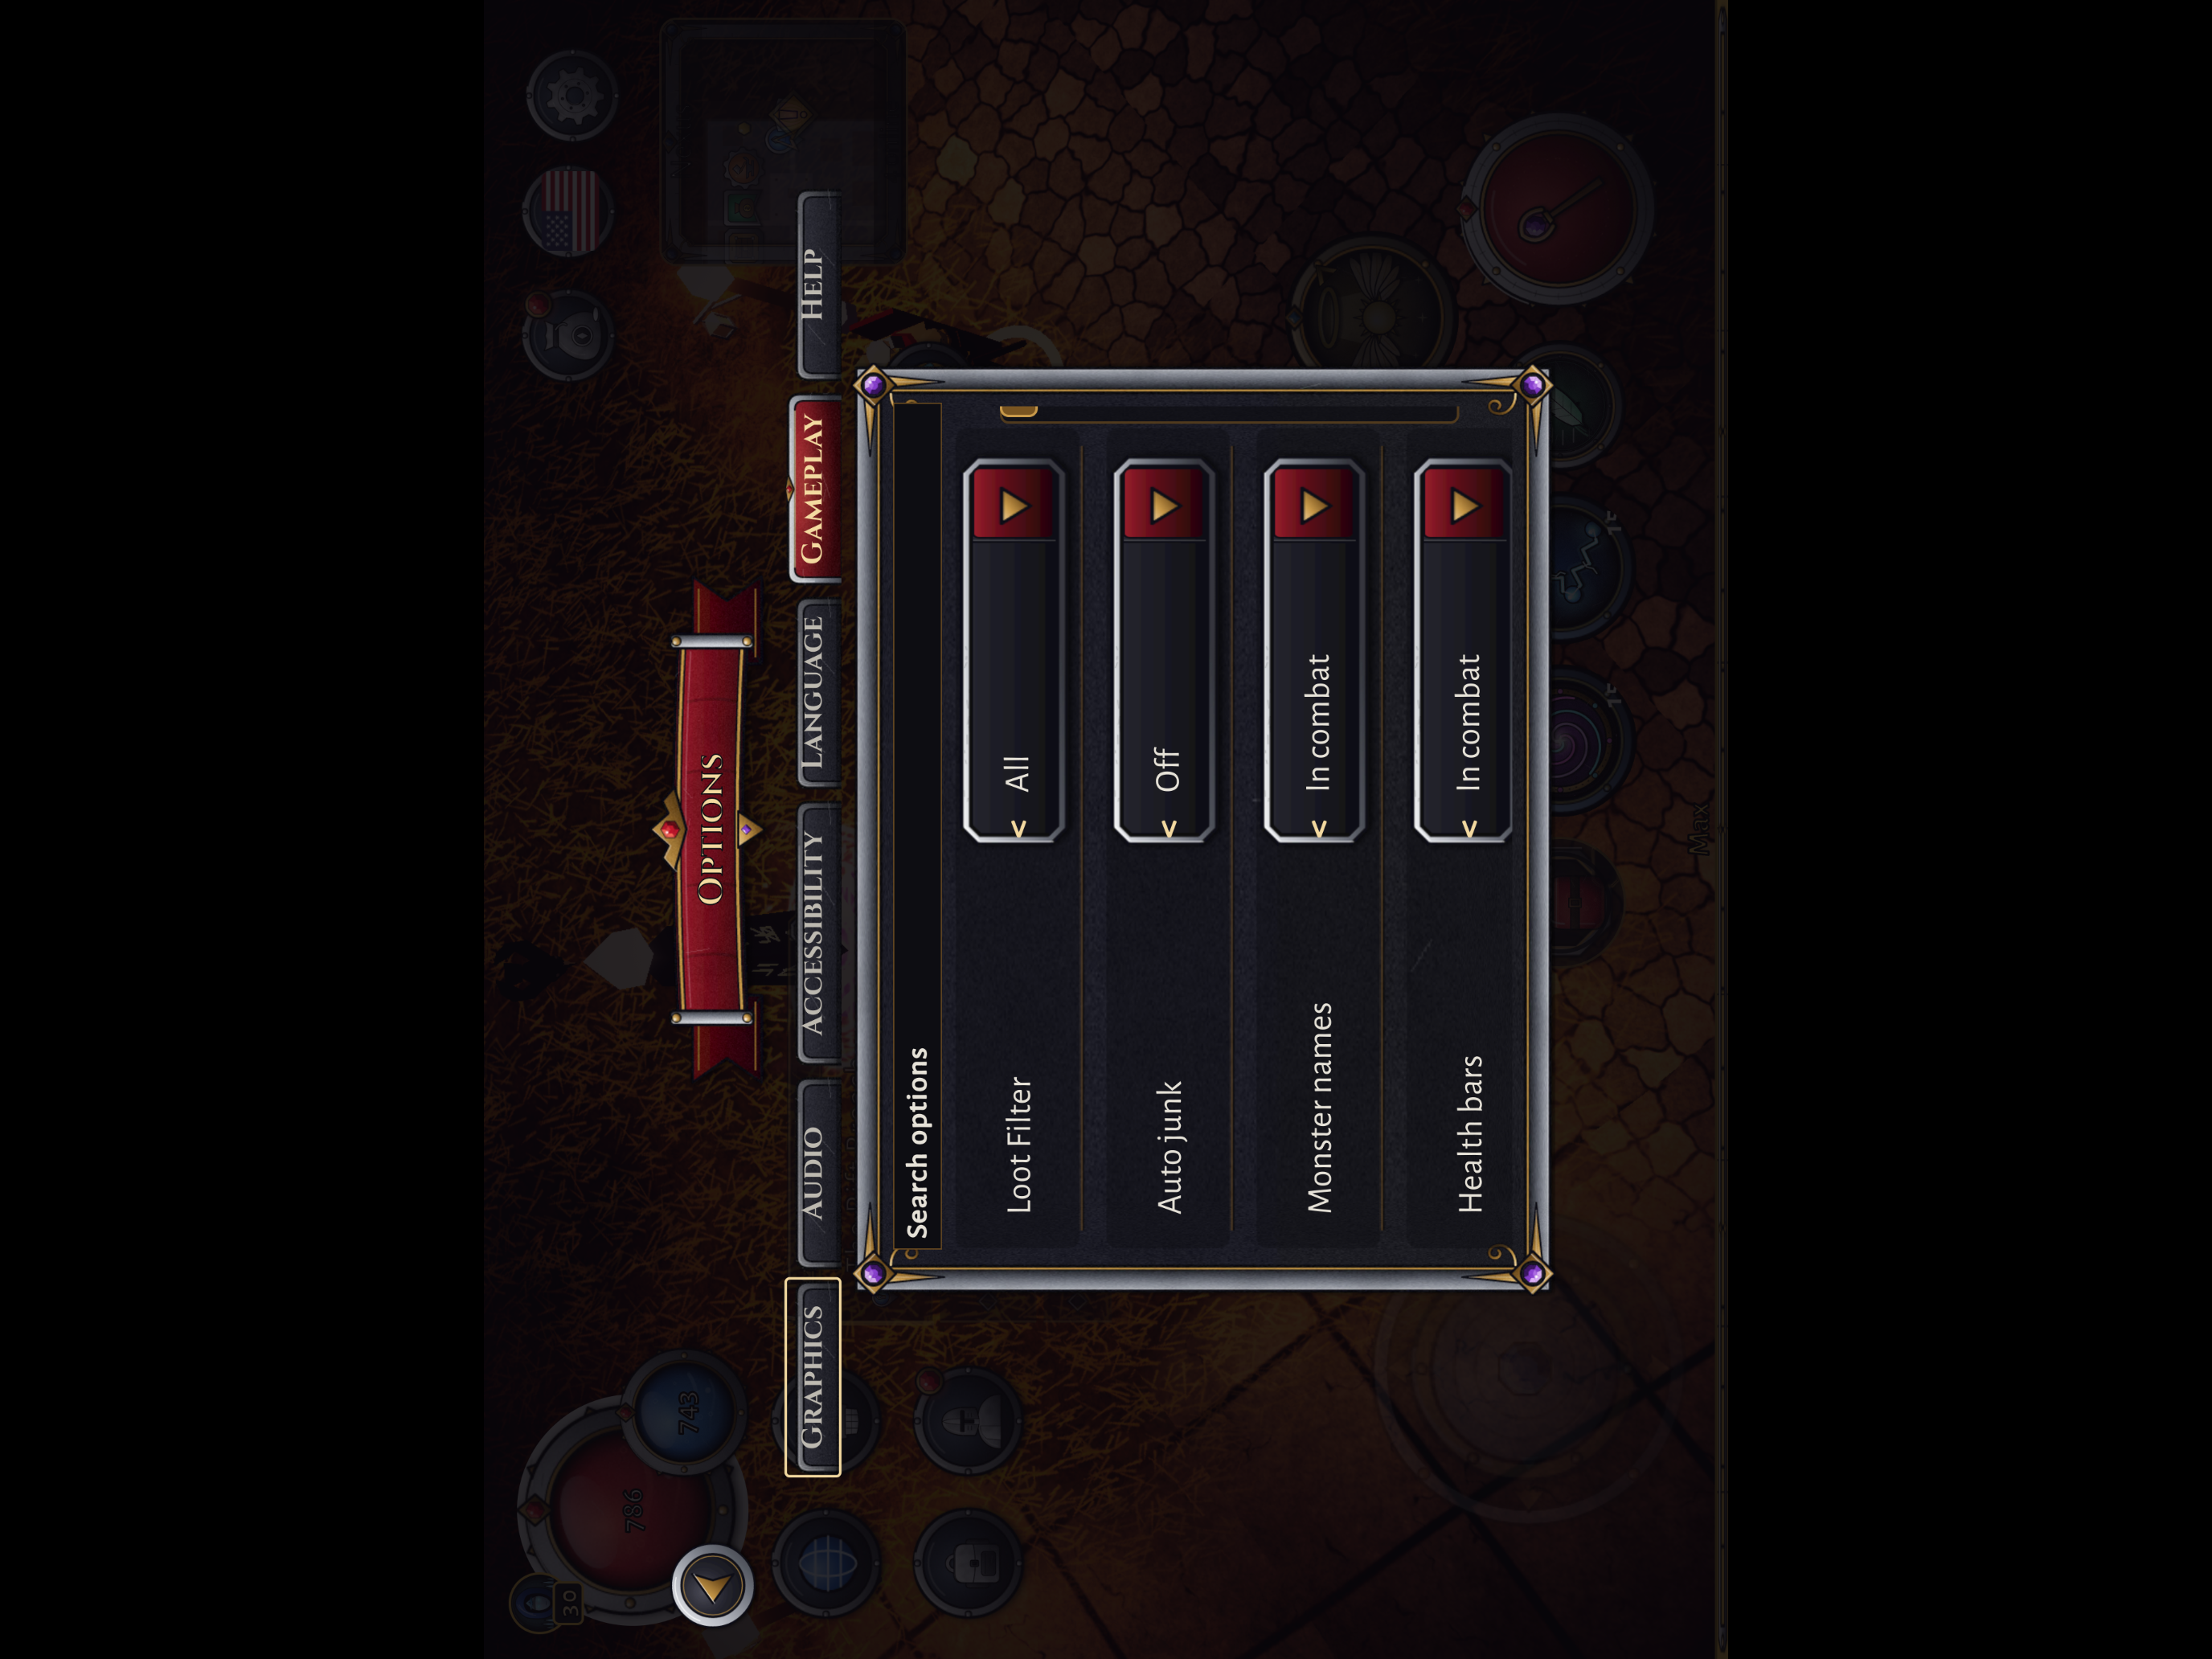 OPTIONS
GRAPHICS
AUDIO
ACCESSIBILITY
LANGUAGE
GAMEPLAY
HELP
Search options
Loot Filter
< All
Auto junk
< Off
Monster names
< In combat
Health bars
< In combat
786
743
30
Max